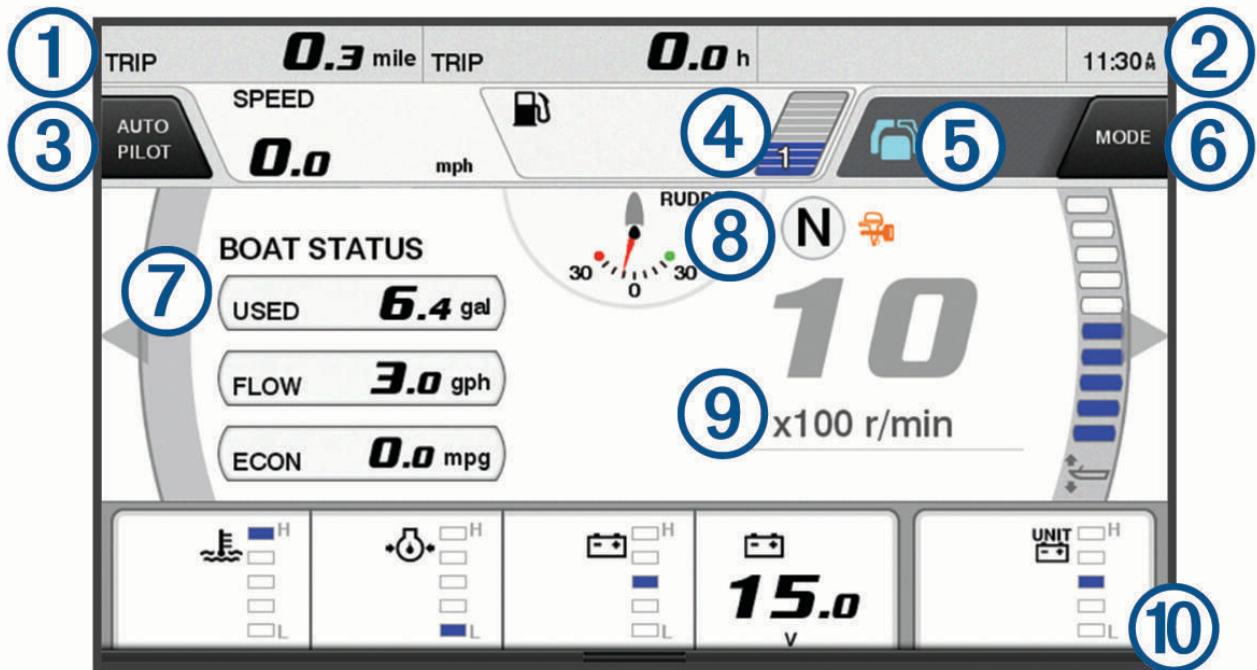 1 TRIP 0.3 mile TRIP 0.0 h 11:30 AM 2
3 AUTO PILOT SPEED 0.0 mph 4 1 5 MODE 6
7 BOAT STATUS
USED 6.4 gal
FLOW 3.0 gph
ECON 0.0 mpg
30 0 30
8 N
10
9 x100 r/min
H L
H L
H L
15.0 V
UNIT H L
10